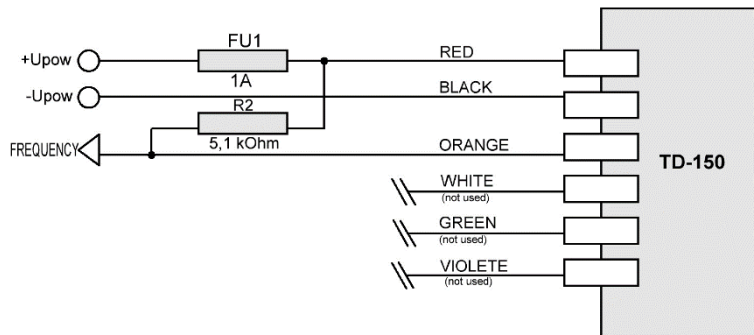 FU1
RED
+Upow
1A
-Upow
BLACK
R2
5,1 kOhm
FREQUENCY
ORANGE
TD-150
WHITE
(not used)
GREEN
(not used)
VIOLETE
(not used)